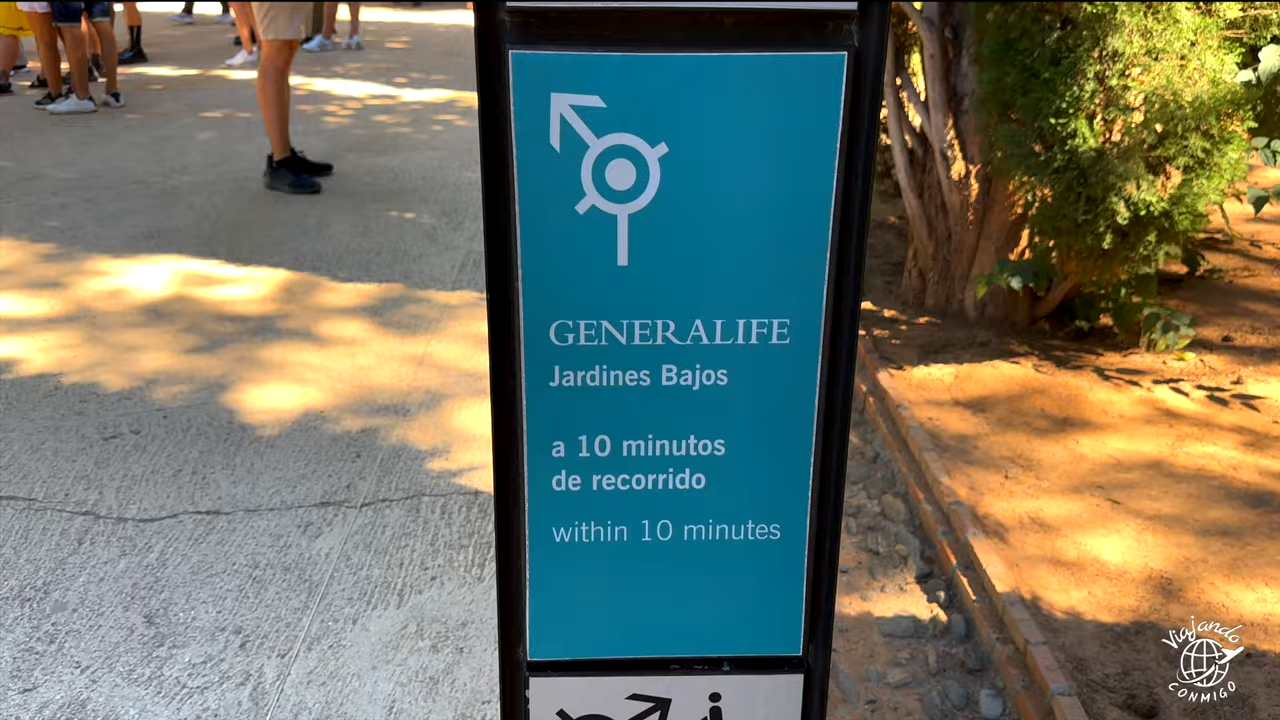 GENERALIFE
Jardines Bajos
a 10 minutos
de recorrido
within 10 minutes
Viajando
CONMIGO